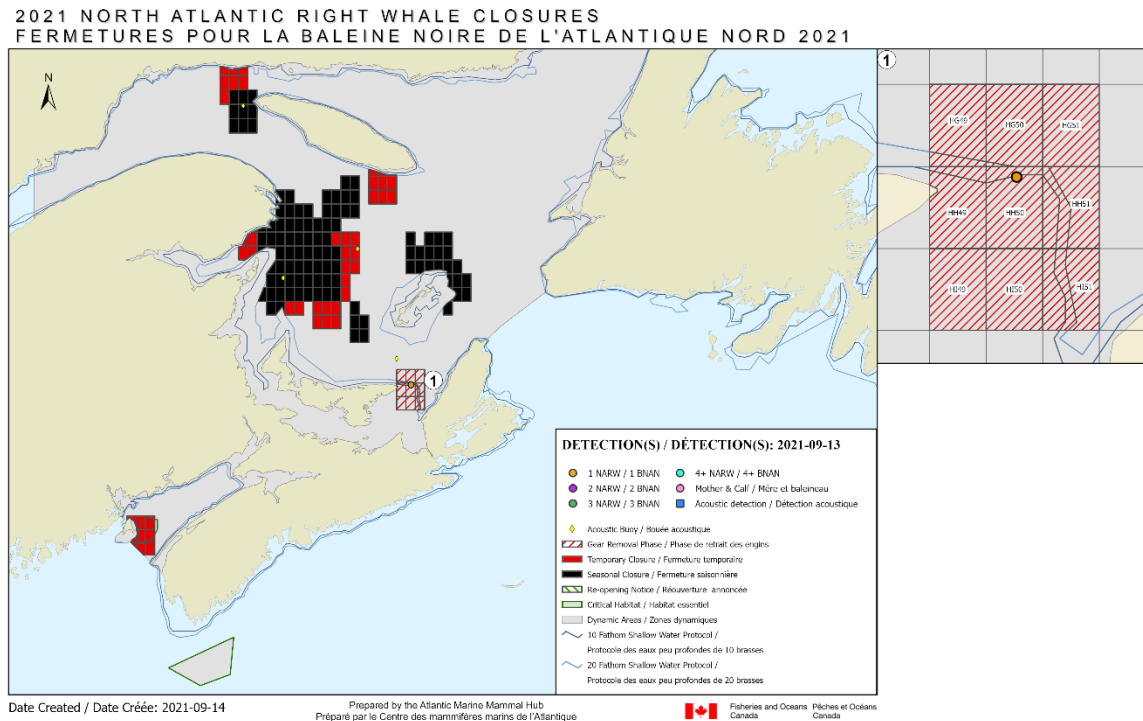 2021 NORTH ATLANTIC RIGHT WHALE CLOSURES
FERMETURES POUR LA BALEINE NOIRE DE L'ATLANTIQUE NORD 2021
N
1
1
HG49
HG50
HG51
HH49
HH50
HH51
HI49
HI50
HI51
DETECTION(S) / DÉTECTION(S): 2021-09-13
1 NARW / 1 BNAN
4+ NARW / 4+ BNAN
2 NARW / 2 BNAN
Mother & Calf / Mère et baleineau
3 NARW / 3 BNAN
Acoustic detection / Détection acoustique
Acoustic Buoy / Bouée acoustique
Gear Removal Phase / Phase de retrait des engins
Temporary Closure / Fermeture temporaire
Seasonal Closure / Fermeture saisonnière
Re-opening Notice / Réouverture annoncée
Critical Habitat / Habitat essentiel
Dynamic Areas / Zones dynamiques
10 Fathom Shallow Water Protocol /
Protocole des eaux peu profondes de 10 brasses
20 Fathom Shallow Water Protocol /
Protocole des eaux peu profondes de 20 brasses
Date Created / Date Créée: 2021-09-14
Prepared by the Atlantic Marine Mammal Hub
Préparé par le Centre des mammifères marins de l'Atlantique
Fisheries and Oceans
Canada
Pêches et Océans
Canada